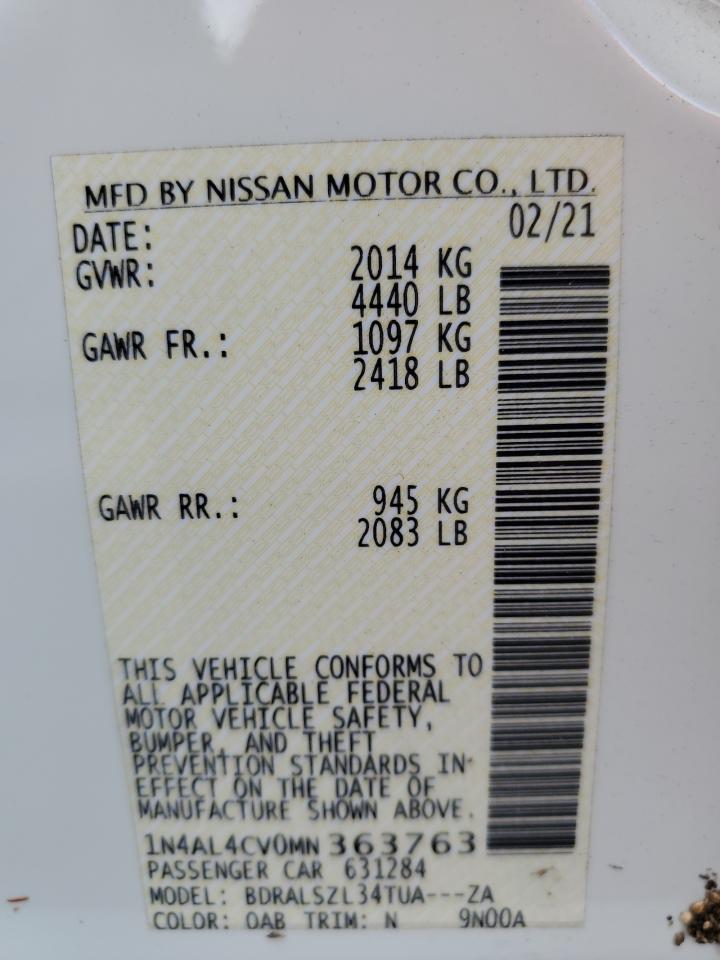 MFD BY NISSAN MOTOR CO., LTD.
DATE: 02/21
GVWR: 2014 KG
4440 LB
GAWR FR.: 1097 KG
2418 LB
GAWR RR.: 945 KG
2083 LB
THIS VEHICLE CONFORMS TO
ALL APPLICABLE FEDERAL
MOTOR VEHICLE SAFETY,
BUMPER, AND THEFT
PREVENTION STANDARDS IN
EFFECT ON THE DATE OF
MANUFACTURE SHOWN ABOVE.
1N4AL4CV0MN363763
PASSENGER CAR 631284
MODEL: BDRALSZL34TUA---ZA
COLOR: QAB TRIM: N 9N00A